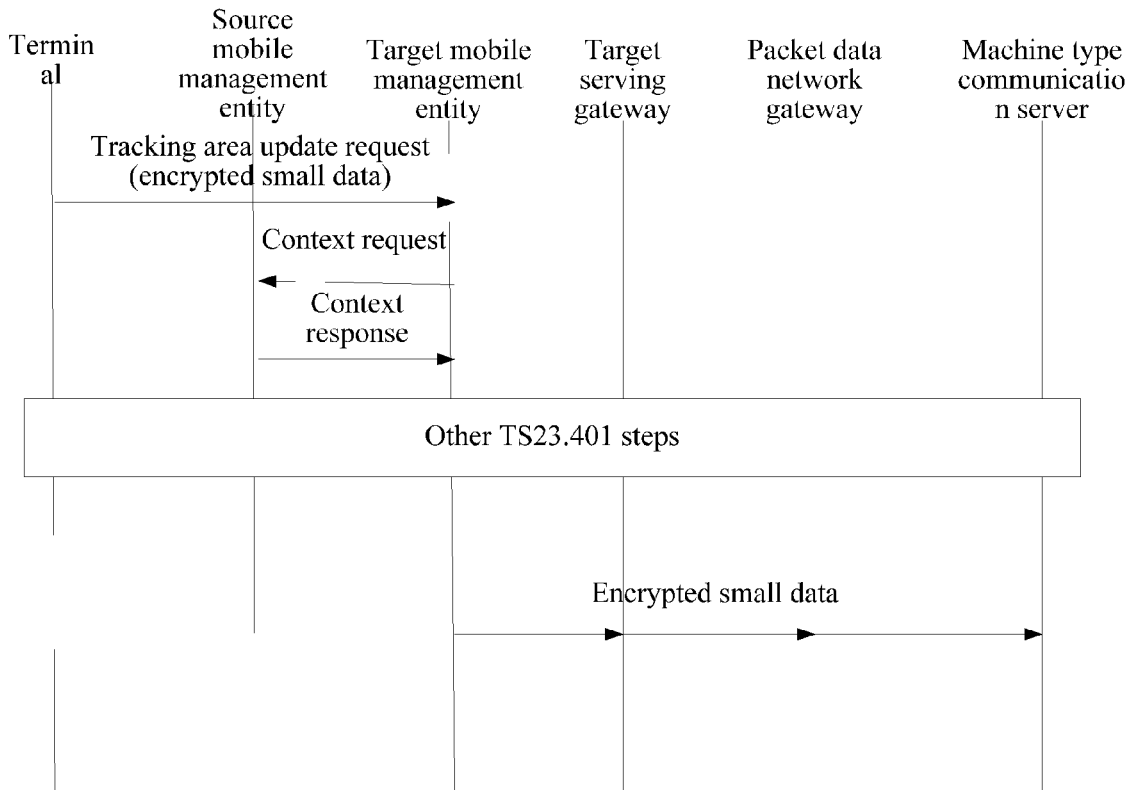 Termin
al
Source
mobile
management
entity
Target mobile
management
entity
Target
serving
gateway
Packet data
network
gateway
Machine type
communicatio
n server
Tracking area update request
(encrypted small data)
Context request
Context
response
Other TS23.401 steps
Encrypted small data